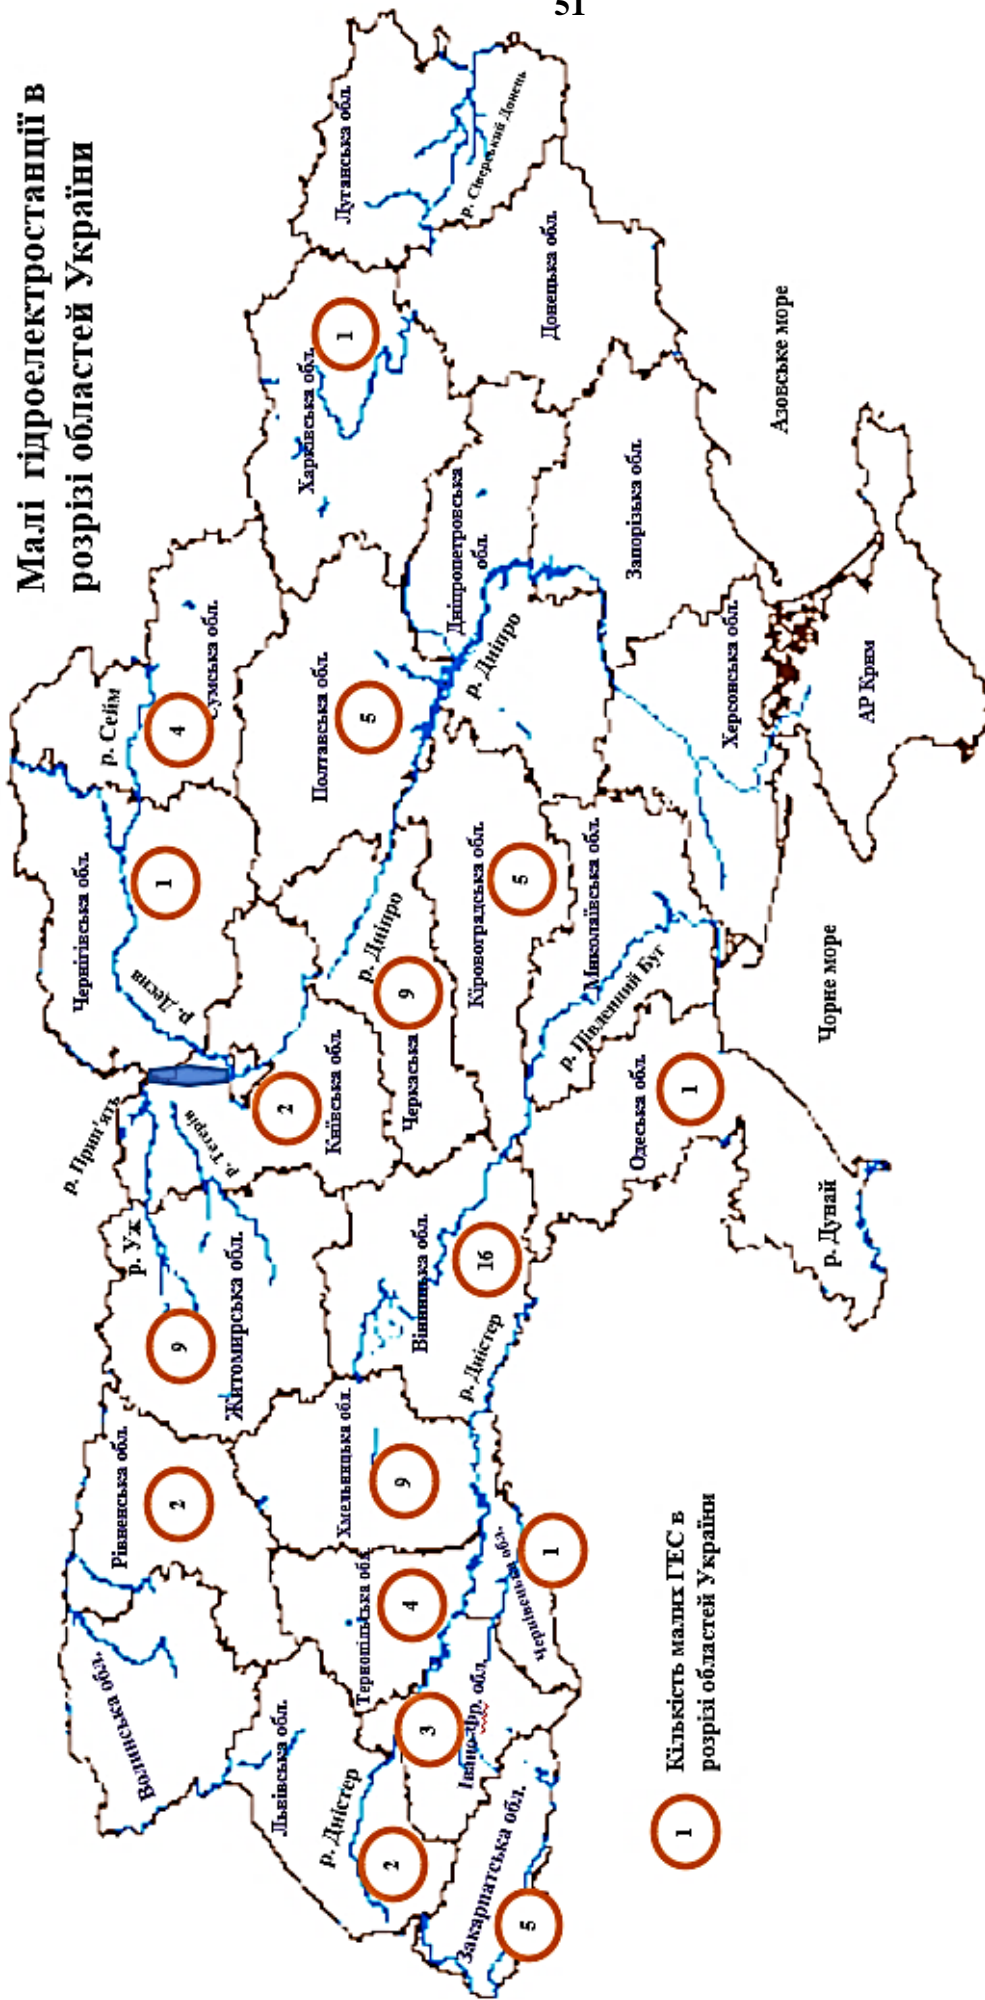 51
Малі гідроелектростанції в
розрізі областей України
Волинська обл.
Рівненська обл.
2
9
Житомирська обл.
р. Уж
р. Прип'ять
р. Тетерів
Чернігівська обл.
р. Десна
1
р. Сейм
4
Сумська обл.
Київська обл.
2
Львівська обл.
р. Дністер
2
Тернопільська обл.
4
Хмельницька обл.
9
Вінницька обл.
16
р. Дністер
Черкаська
9
р. Дніпро
Полтавська обл.
5
Харківська обл.
1
Луганська обл.
р. Сіверський Донець
Закарпатська обл.
5
Івано-Фр. обл.
3
Чернівецька обл.
1
Кіровоградська обл.
5
Дніпропетровська
обл.
р. Дніпро
Донецька обл.
Запорізька обл.
Миколаївська обл.
р. Південний Буг
Одеська обл.
1
Херсонська обл.
АР Крим
Азовське море
Чорне море
р. Дунай
1
Кількість малих ГЕС в
розрізі областей України